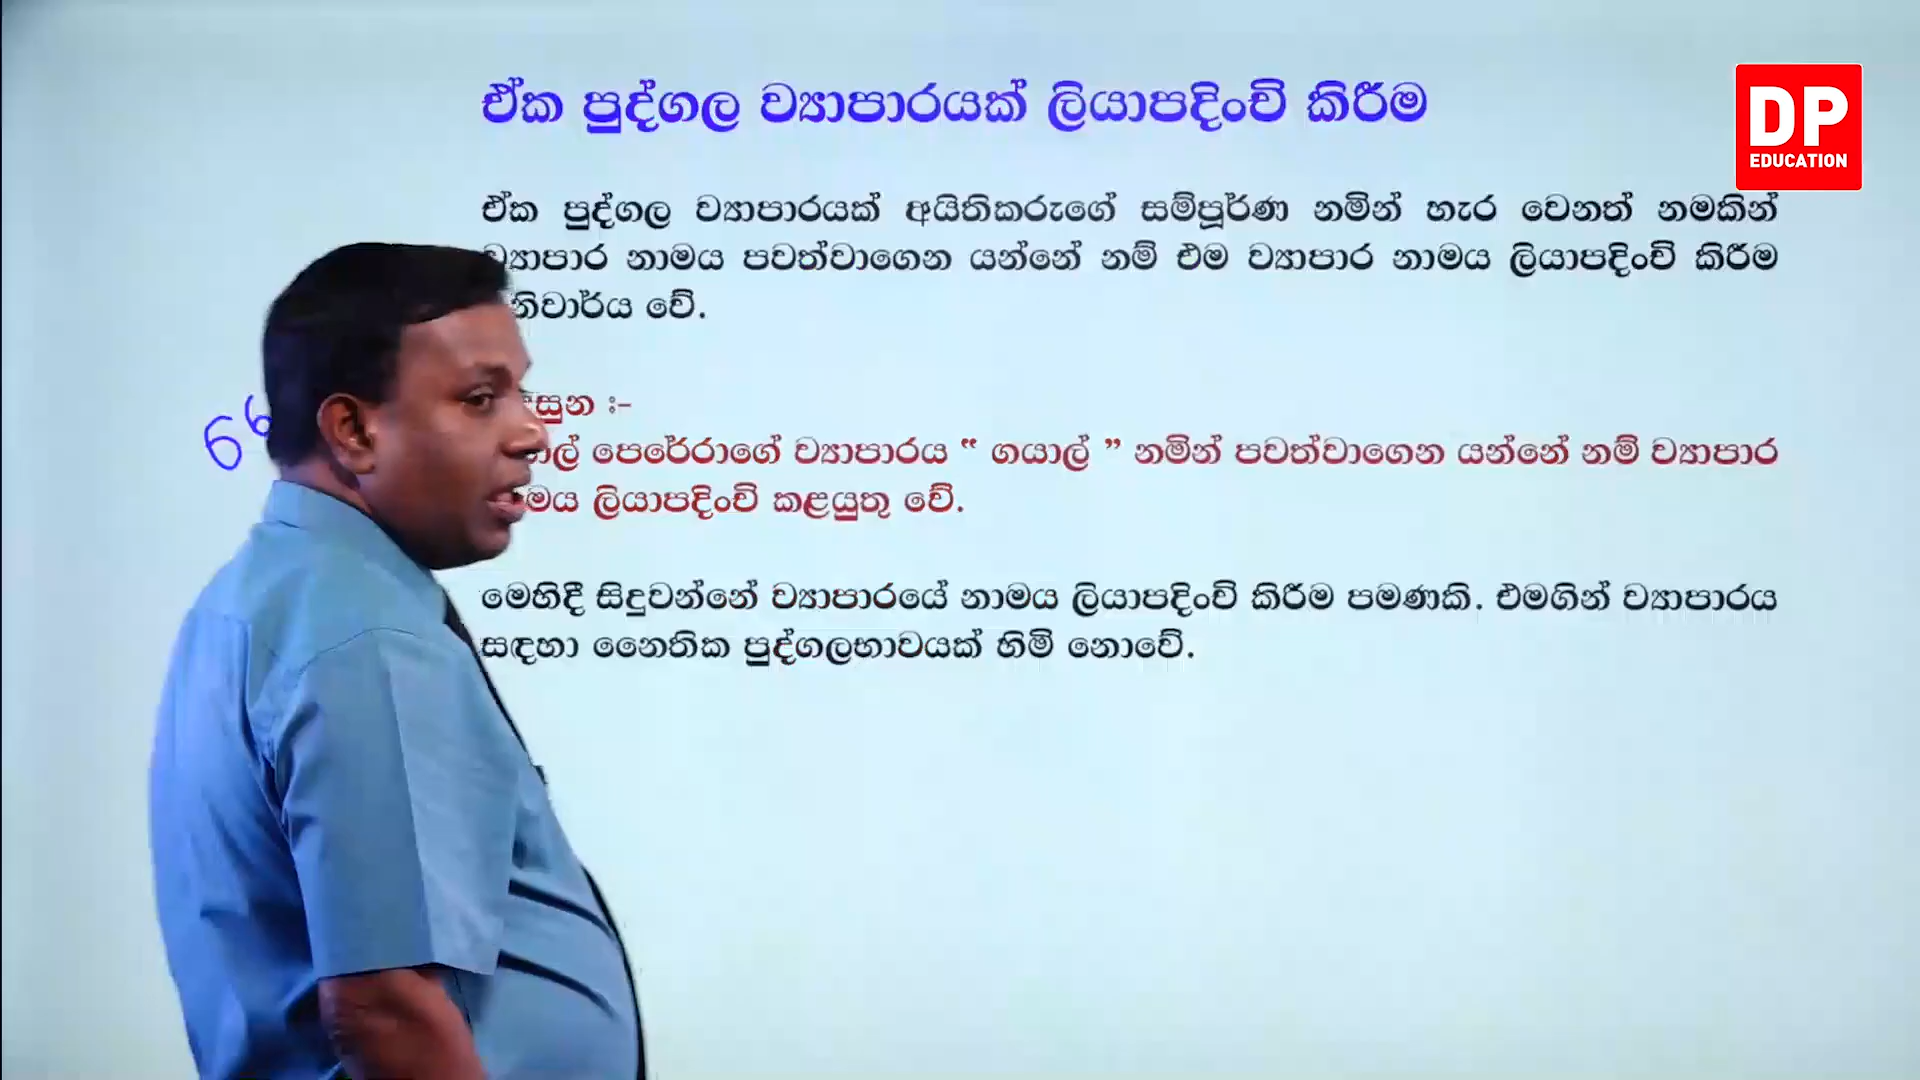 ඒක පුද්ගල ව්‍යාපාරයක් ලියාපදිංචි කිරීම
DP
EDUCATION
ඒක පුද්ගල ව්‍යාපාරයක් අයිතිකරුගේ සම්පූර්ණ නමින් හැර වෙනත් නමකින්
නාමය පවත්වාගෙන යන්නේ නම් එම ව්‍යාපාර නාමය ලියාපදිංචි කිරීම
වේ.
පෙරේරාගේ ව්‍යාපාරය “ ගයාල් ” නමින් පවත්වාගෙන යන්නේ නම් ව්‍යාපාර
ලියාපදිංචි කළයුතු වේ.
මෙහිදී සිදුවන්නේ ව්‍යාපාරයේ නාමය ලියාපදිංචි කිරීම පමණකි. එමගින් ව්‍යාපාරය
සඳහා නෛතික පුද්ගලභාවයක් හිමි නොවේ.